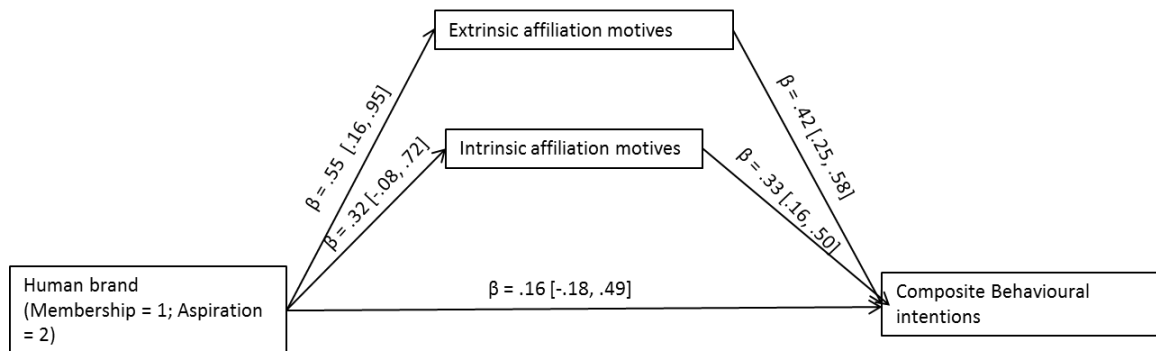 Extrinsic affiliation motives
β = .55 [.16, .95]
β = .42 [.25, .58]
Intrinsic affiliation motives
β = .32 [-.08, .72]
β = .33 [.16, .50]
Human brand
(Membership = 1; Aspiration
= 2)
β = .16 [-.18, .49]
Composite Behavioural
intentions